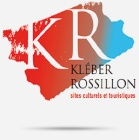 KR
KLÉBER
ROSSILLON
sites culturels et touristiques